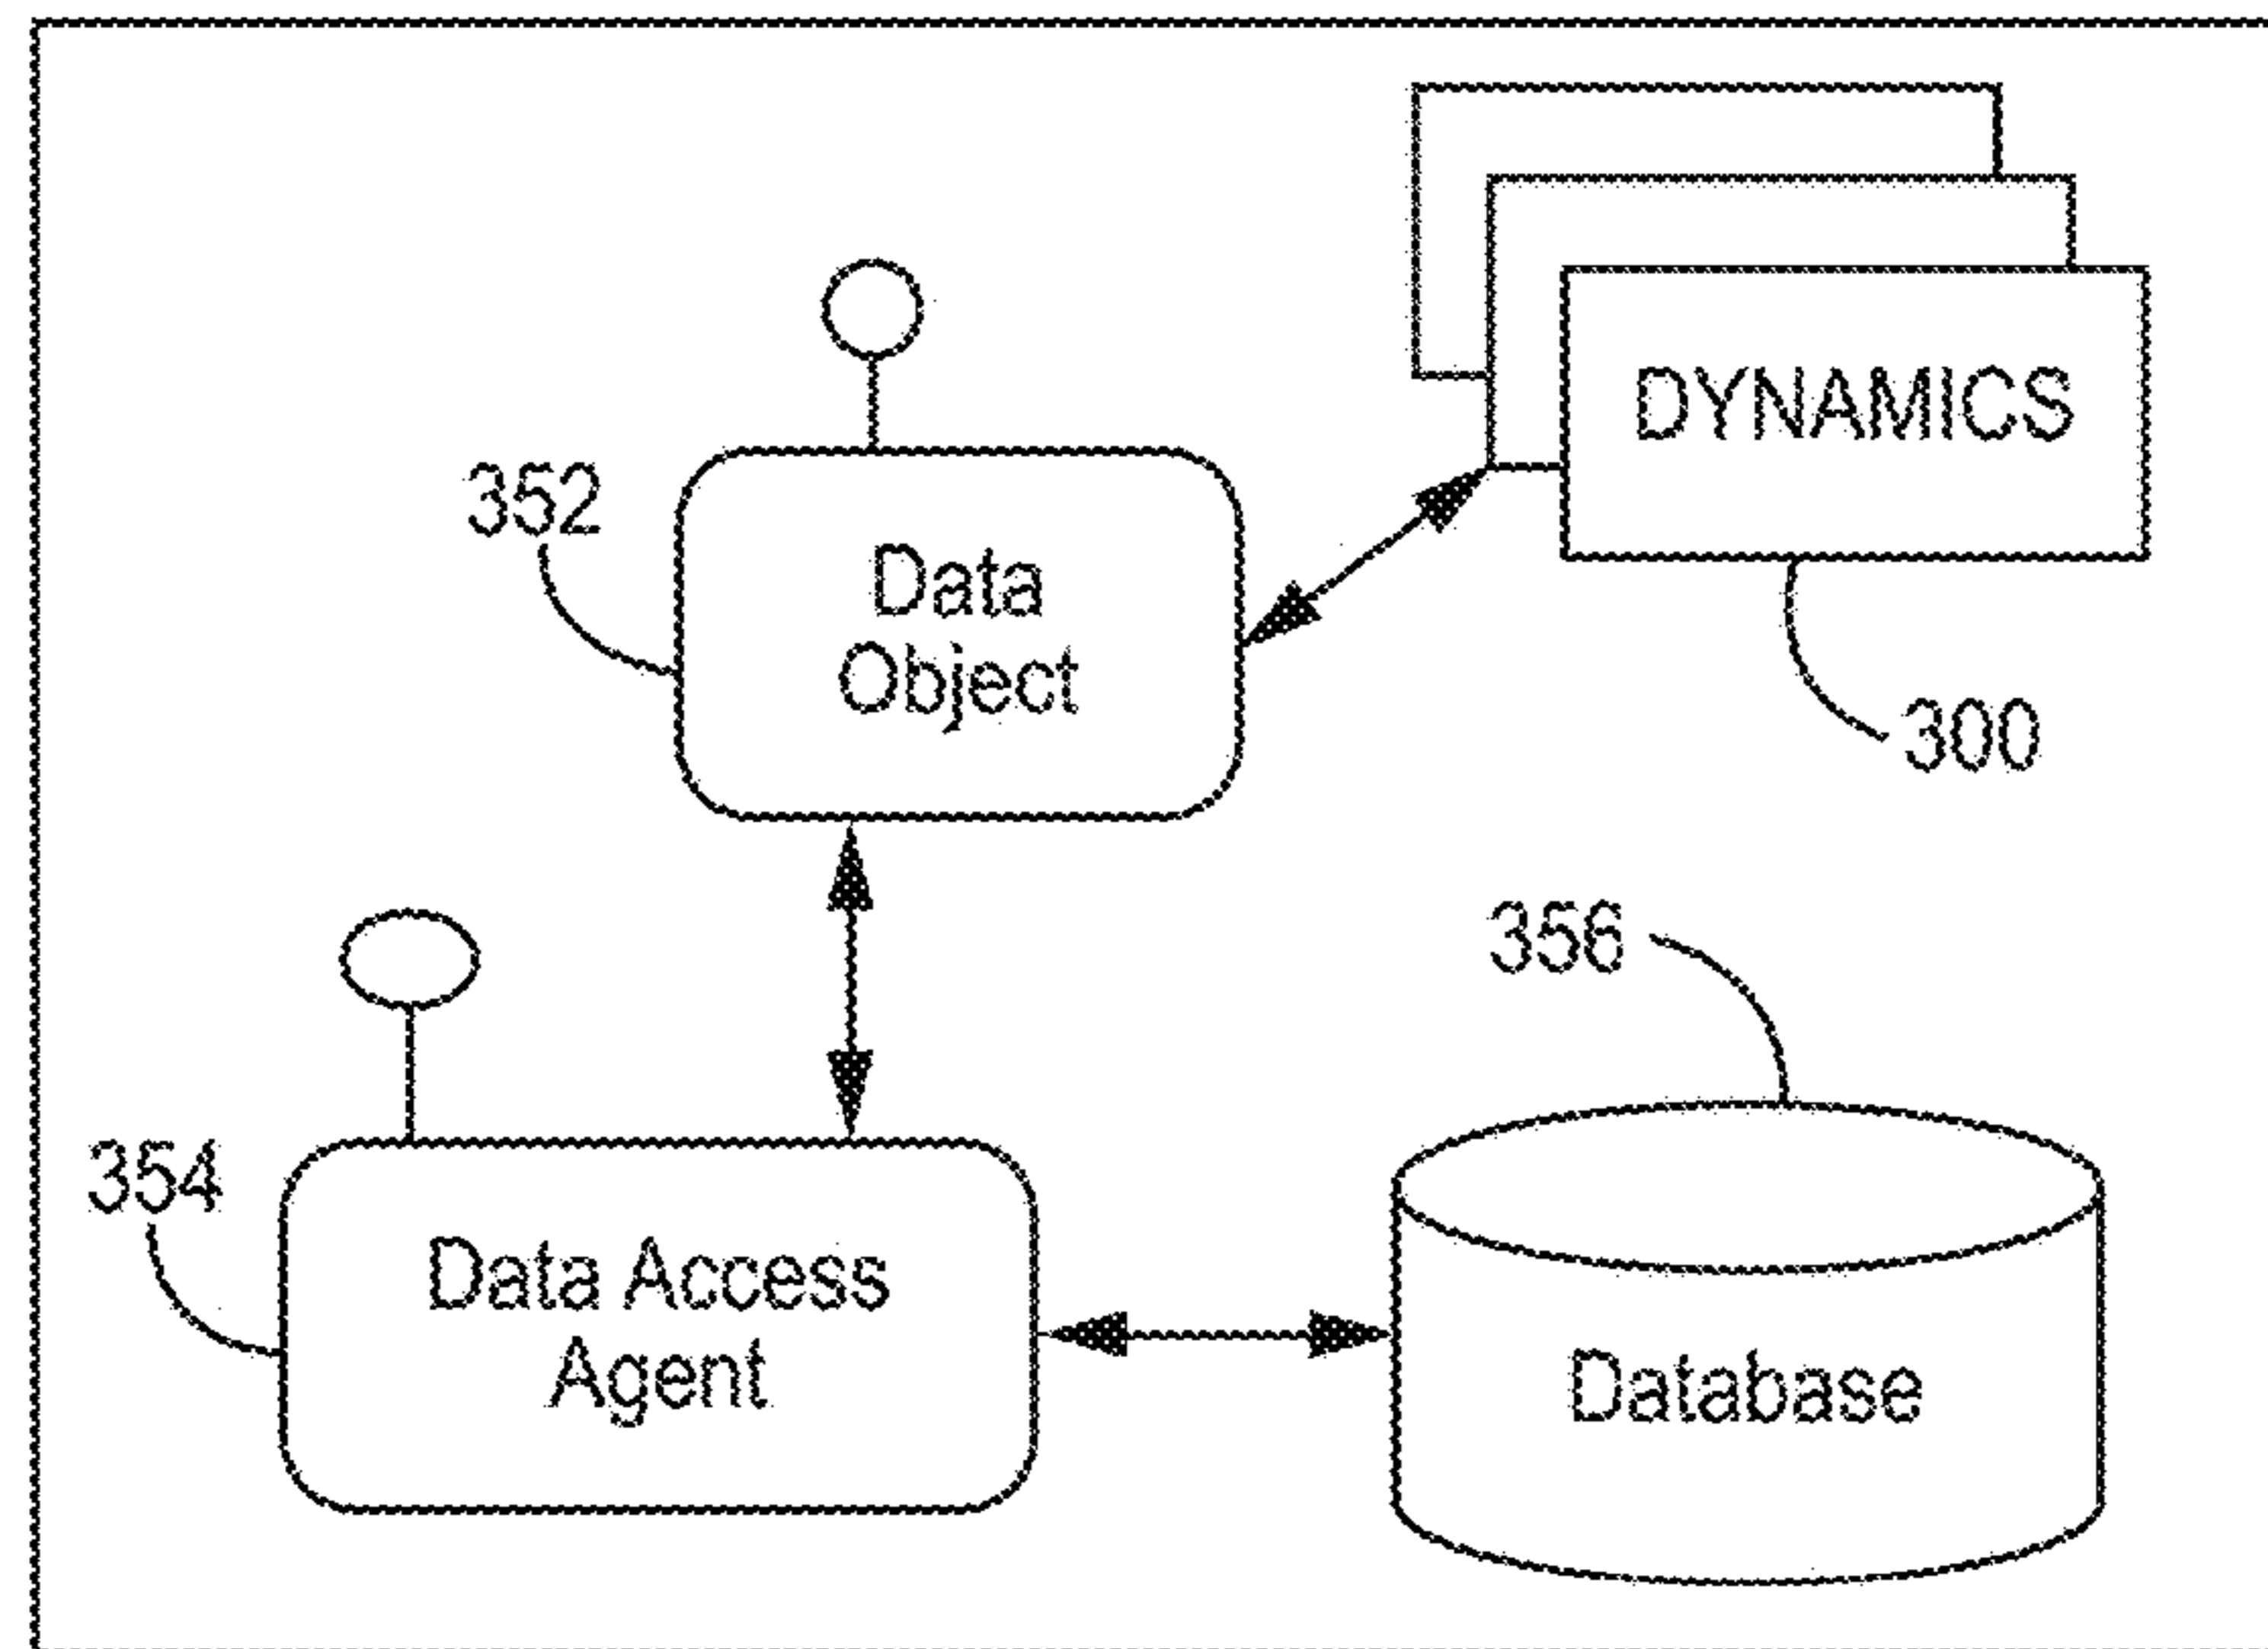 DYNAMICS
352
Data
Object
300
356
354
Data Access
Agent
Database